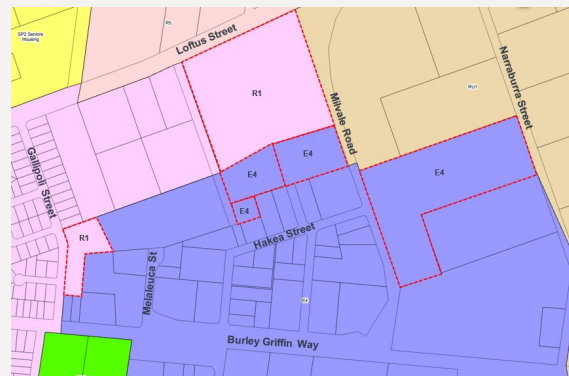 SP2 Seniors
Housing
R5
Loftus Street
Narraburra Street
RU1
R1
Milvale Road
E4
E4
E4
E4
Gallipoli Street
R1
Hakea Street
Melaleuca St
E4
Burley Griffin Way